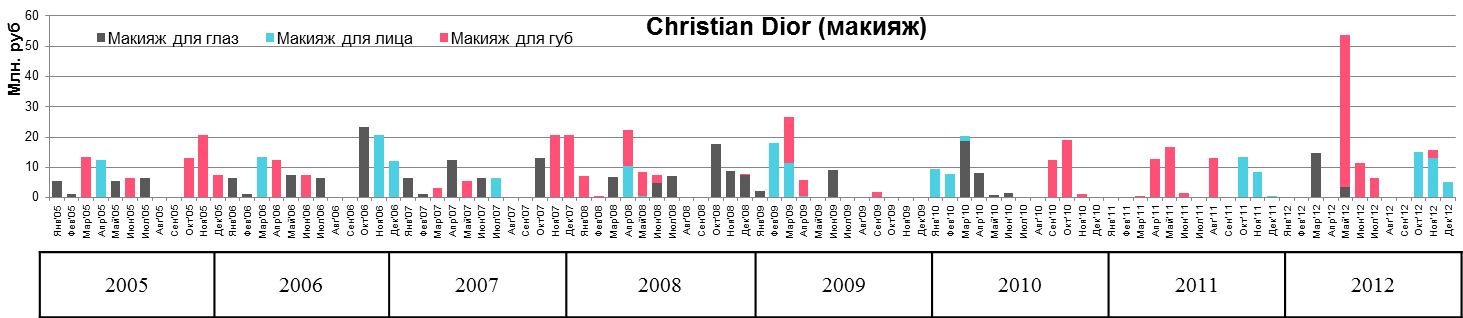 Christian Dior (макияж)
Млн. руб
Макияж для глаз Макияж для лица Макияж для губ
60
50
40
30
20
10
0
Янв'05 Фев'05 Мар'05 Апр'05 Май'05 Июн'05 Июл'05 Авг'05 Сен'05 Окт'05 Ноя'05 Дек'05 Янв'06 Фев'06 Мар'06 Апр'06 Май'06 Июн'06 Июл'06 Авг'06 Сен'06 Окт'06 Ноя'06 Дек'06 Янв'07 Фев'07 Мар'07 Апр'07 Май'07 Июн'07 Июл'07 Авг'07 Сен'07 Окт'07 Ноя'07 Дек'07 Янв'08 Фев'08 Мар'08 Апр'08 Май'08 Июн'08 Июл'08 Авг'08 Сен'08 Окт'08 Ноя'08 Дек'08 Янв'09 Фев'09 Мар'09 Апр'09 Май'09 Июн'09 Июл'09 Авг'09 Сен'09 Окт'09 Ноя'09 Дек'09 Янв'10 Фев'10 Мар'10 Апр'10 Май'10 Июн'10 Июл'10 Авг'10 Сен'10 Окт'10 Ноя'10 Дек'10 Янв'11 Фев'11 Мар'11 Апр'11 Май'11 Июн'11 Июл'11 Авг'11 Сен'11 Окт'11 Ноя'11 Дек'11 Янв'12 Фев'12 Мар'12 Апр'12 Май'12 Июн'12 Июл'12 Авг'12 Сен'12 Окт'12 Ноя'12 Дек'12
2005 2006 2007 2008 2009 2010 2011 2012